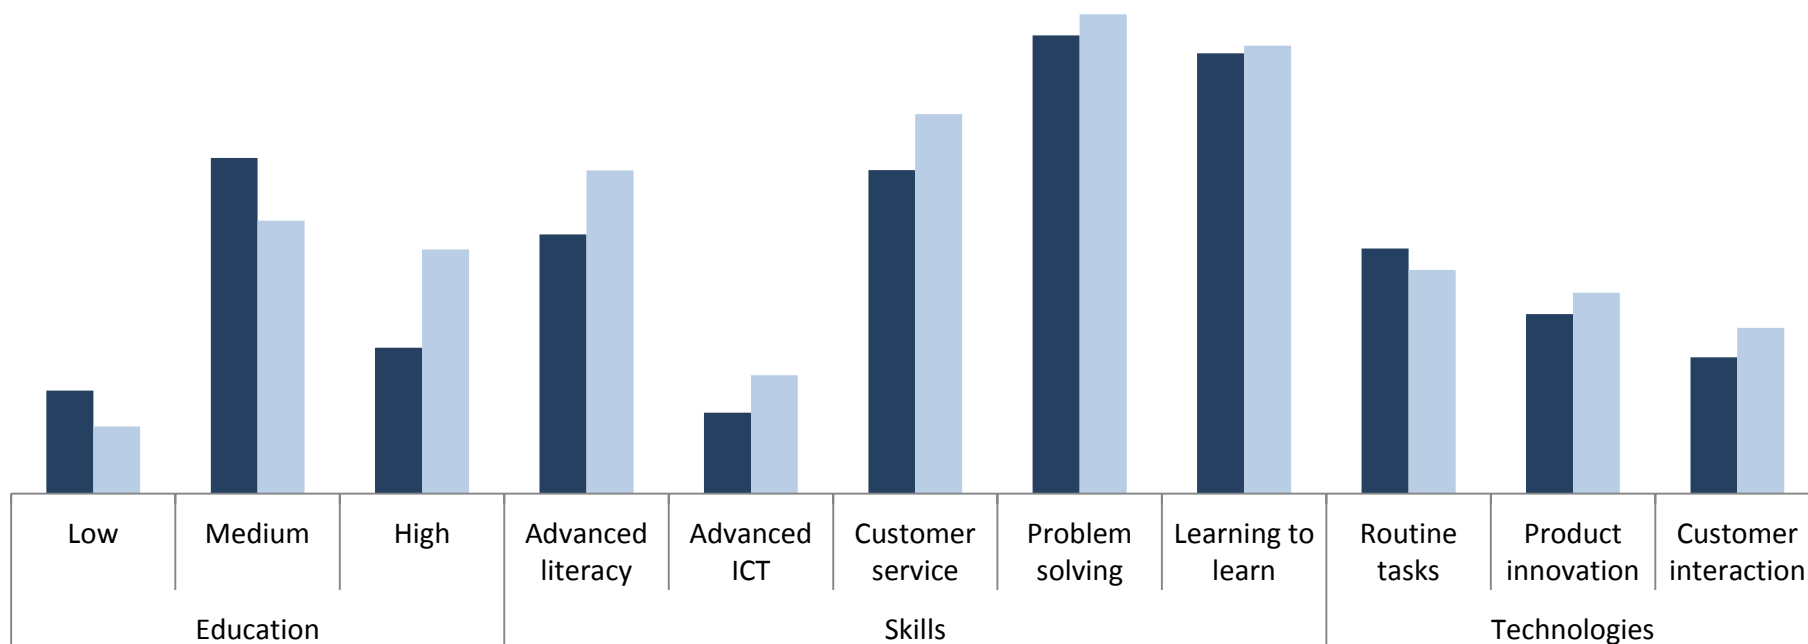 Low
Medium
High
Advanced
literacy
Advanced
ICT
Customer
service
Problem
solving
Learning to
learn
Routine
tasks
Product
innovation
Customer
interaction
Education
Skills
Technologies